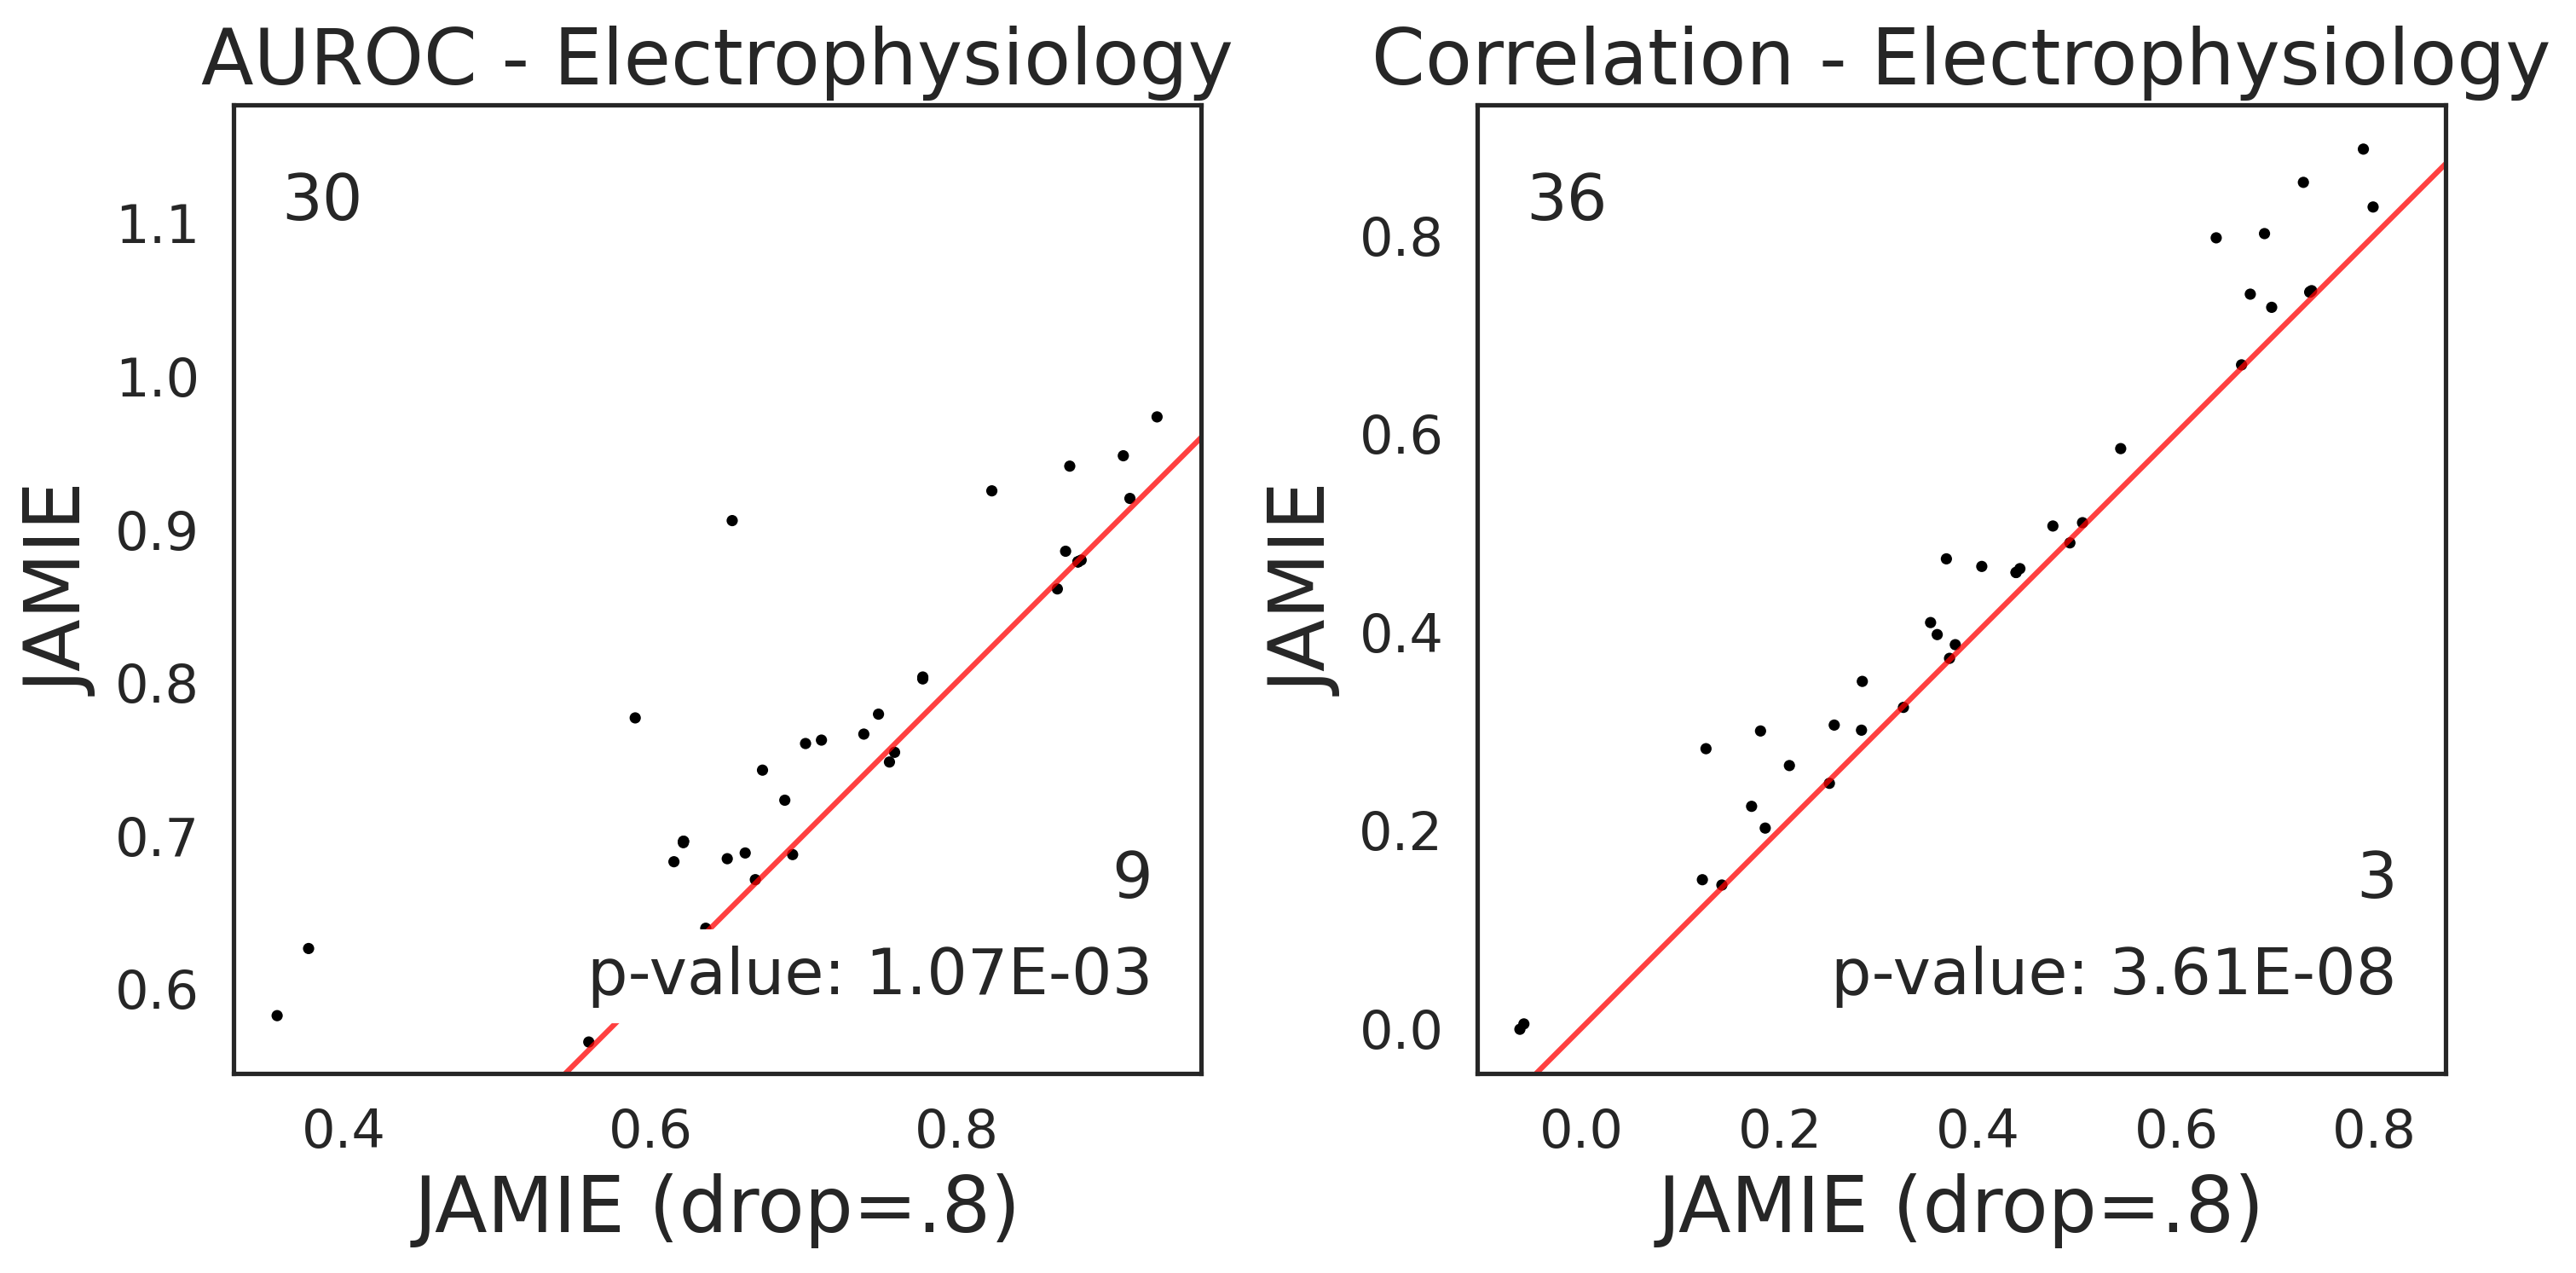 AUROC - Electrophysiology
30
1.1
1.0
0.9
0.8
0.7
0.6
JAMIE
9
p-value: 1.07E-03
0.4 0.6 0.8
JAMIE (drop=.8)
Correlation - Electrophysiology
36
0.8
0.6
0.4
0.2
0.0
JAMIE
3
p-value: 3.61E-08
0.0 0.2 0.4 0.6 0.8
JAMIE (drop=.8)